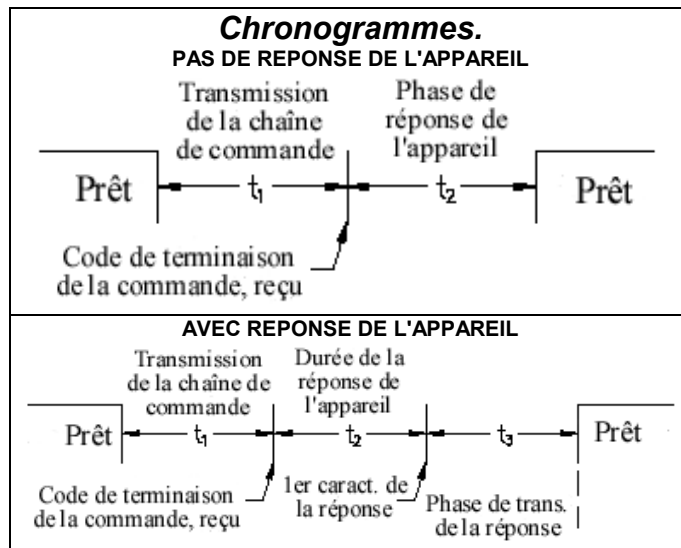 Chronogrammes.
PAS DE REPONSE DE L'APPAREIL
Transmission
de la chaîne
de commande
Phase de
réponse de
l'appareil
Prêt
t₁
t₂
Prêt
Code de terminaison
de la commande, reçu
AVEC REPONSE DE L'APPAREIL
Transmission
de la chaîne de
commande
Durée de la
réponse de
l'appareil
Prêt
t₁
t₂
t₃
Prêt
Code de terminaison
de la commande, reçu
1er caract. de
la réponse
Phase de trans.
de la réponse